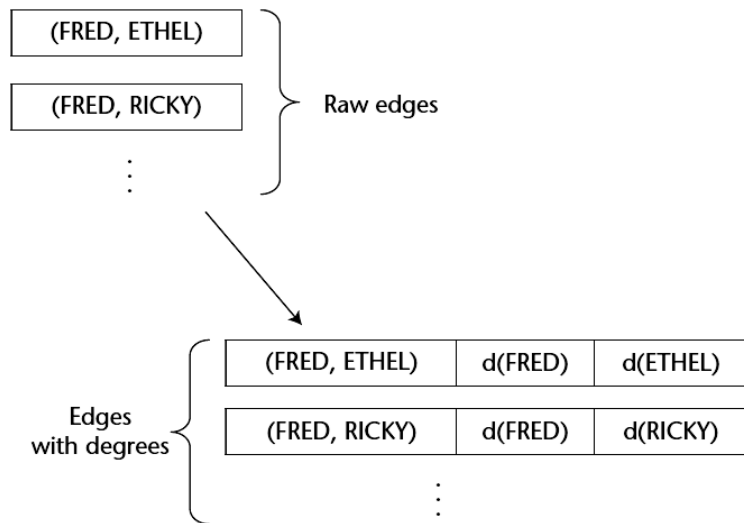 (FRED, ETHEL)
(FRED, RICKY)
Raw edges
(FRED, ETHEL) d(FRED) d(ETHEL)
(FRED, RICKY) d(FRED) d(RICKY)
Edges
with degrees